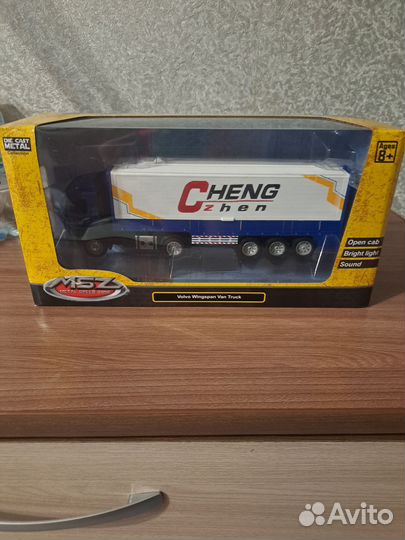 DIE CAST
METAL
Ages
8+
CHENG
zhen
Open cab
Bright light
Sound
MSZ
Volvo Wingspan Van Truck
Avito